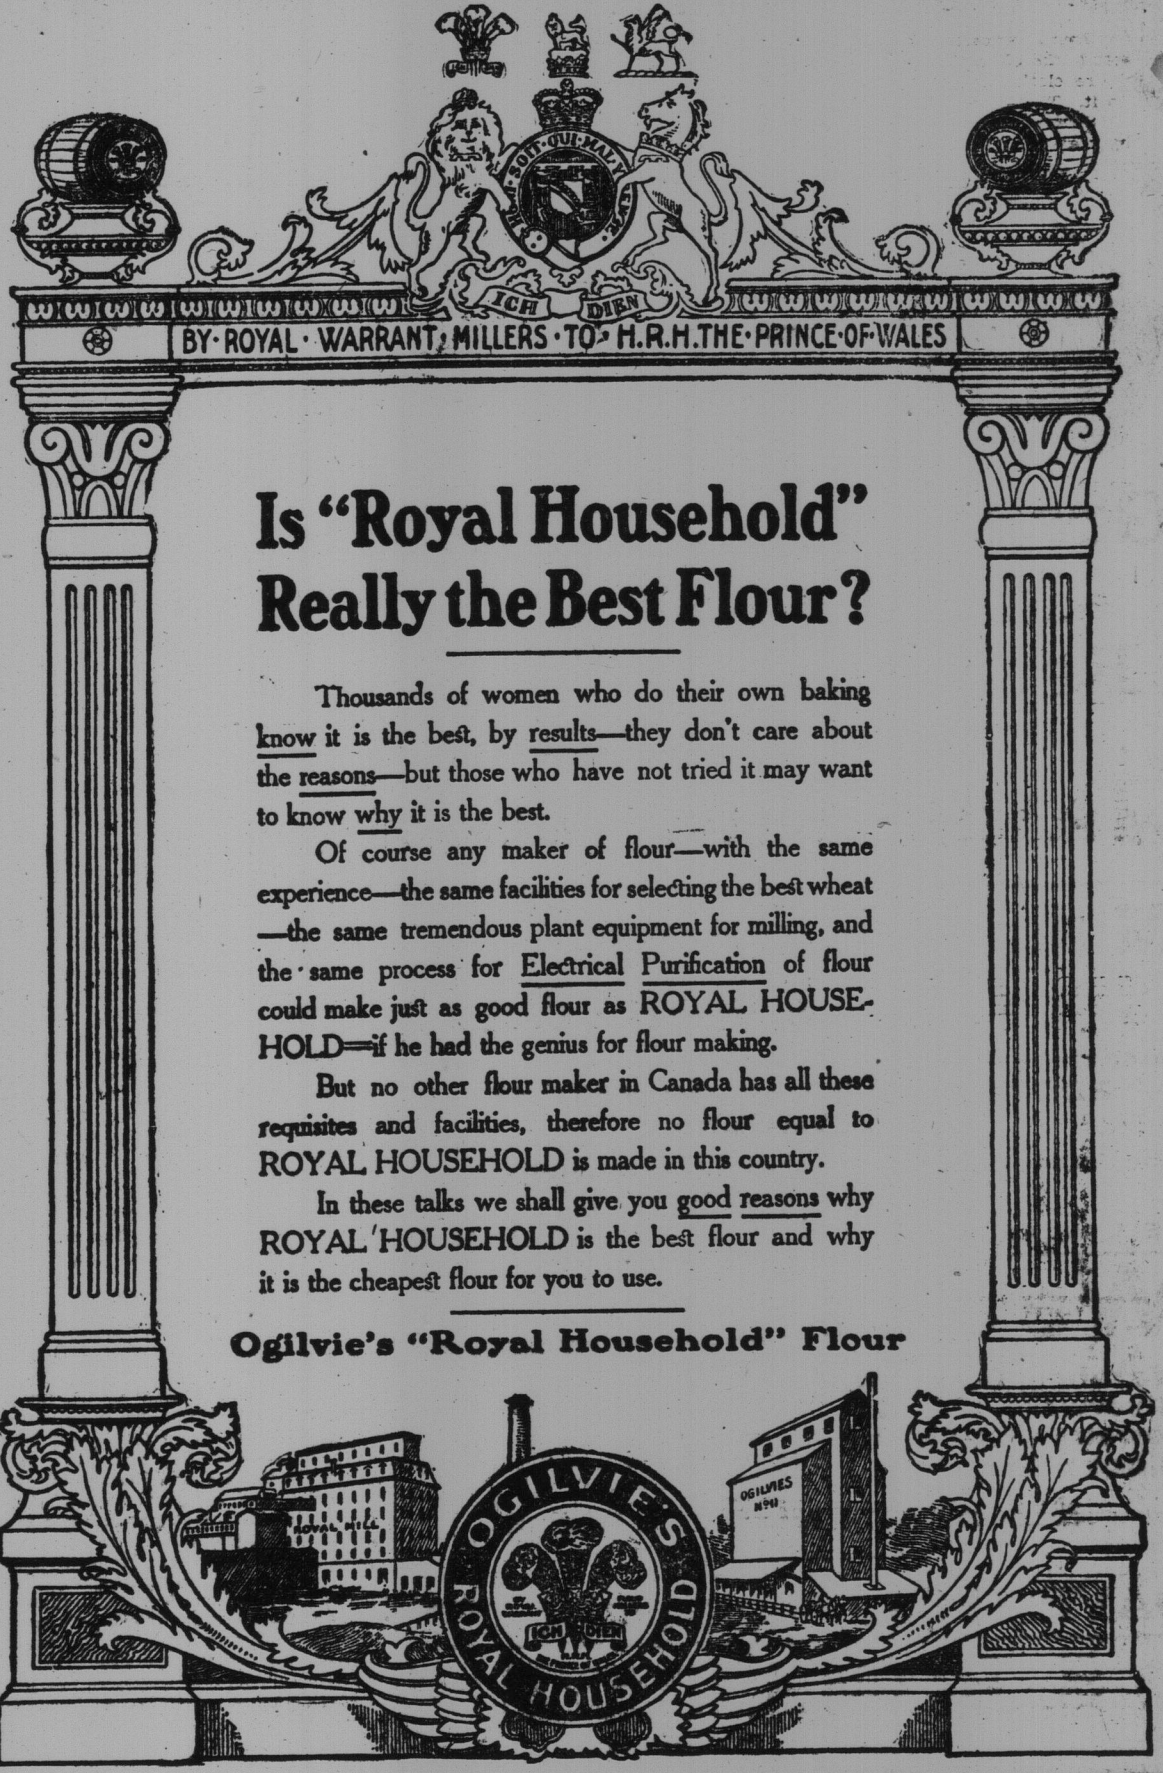 HONI·SOIT·QUI·MAL·Y
ICH DIEN
BY·ROYAL·WARRANT, MILLERS·TO·H.R.H.THE·PRINCE·OF·WALES
Is “Royal Household”
Really the Best Flour?
Thousands of women who do their own baking
know it is the best, by results—they don't care about
the reasons—but those who have not tried it may want
to know why it is the best.
Of course any maker of flour—with the same
experience—the same facilities for selecting the best wheat
—the same tremendous plant equipment for milling, and
the same process for Electrical Purification of flour
could make just as good flour as ROYAL HOUSE-
HOLD—if he had the genius for flour making.
But no other flour maker in Canada has all these
requisites and facilities, therefore no flour equal to
ROYAL HOUSEHOLD is made in this country.
In these talks we shall give you good reasons why
ROYAL HOUSEHOLD is the best flour and why
it is the cheapest flour for you to use.
Ogilvie's “Royal Household” Flour
ROYAL MILL
OGILVIES
Nº11
OGILVIE'S
ICH DIEN
ROYAL HOUSEHOLD